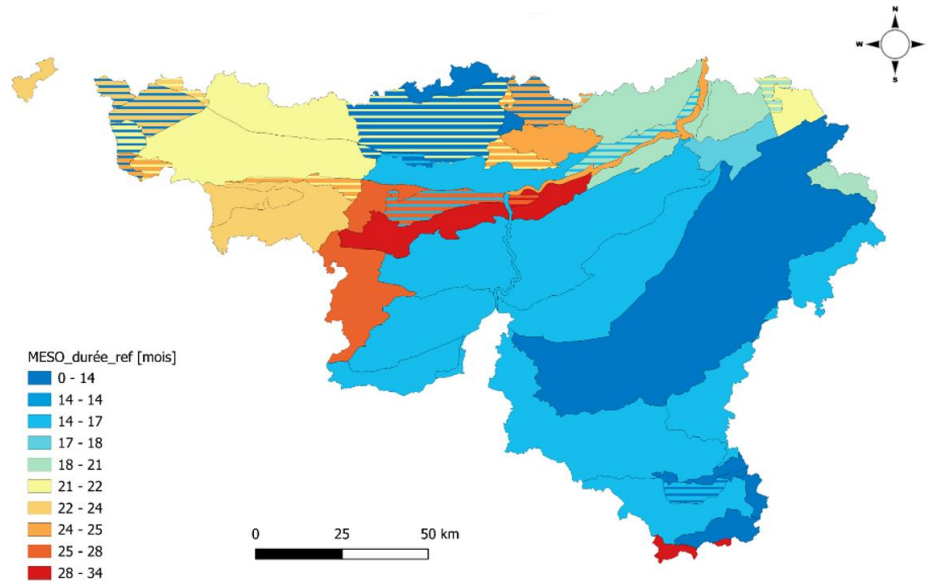 N
W E
S
MESO_durée_ref [mois]
0 - 14
14 - 14
14 - 17
17 - 18
18 - 21
21 - 22
22 - 24
24 - 25
25 - 28
28 - 34
0 25 50 km